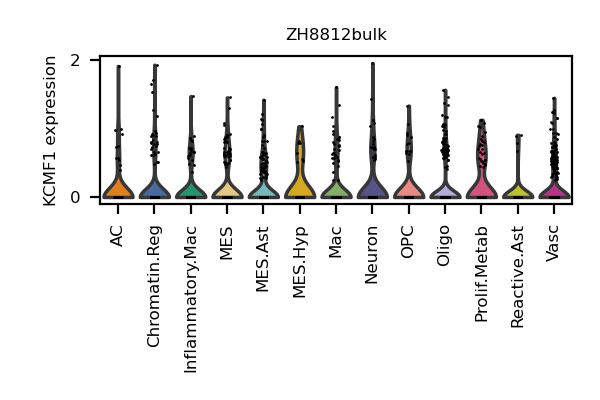 ZH8812bulk
KCMF1 expression
2
0
AC
Chromatin.Reg
Inflammatory.Mac
MES
MES.Ast
MES.Hyp
Mac
Neuron
OPC
Oligo
Prolif.Metab
Reactive.Ast
Vasc